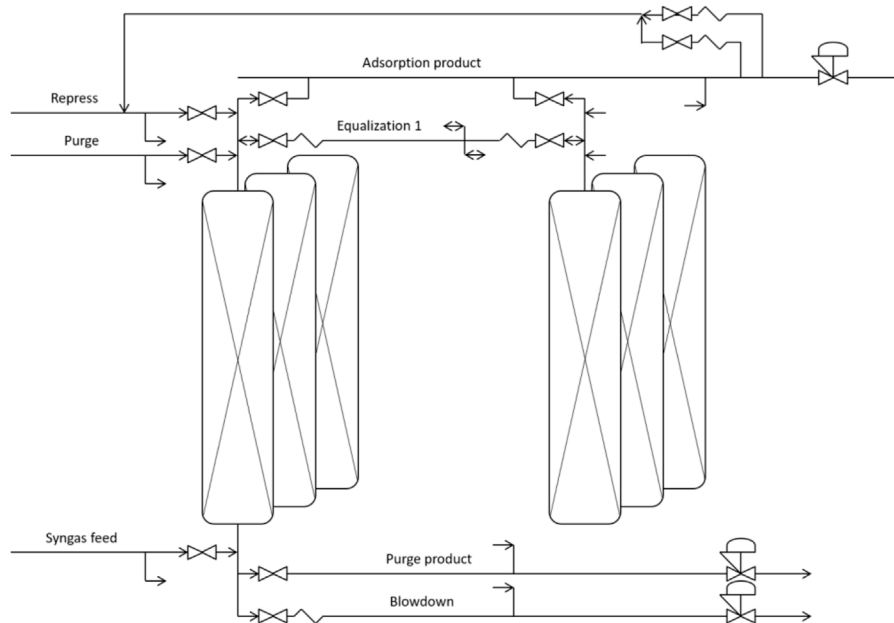 Adsorption product
Repress
Equalization 1
Purge
Syngas feed
Purge product
Blowdown